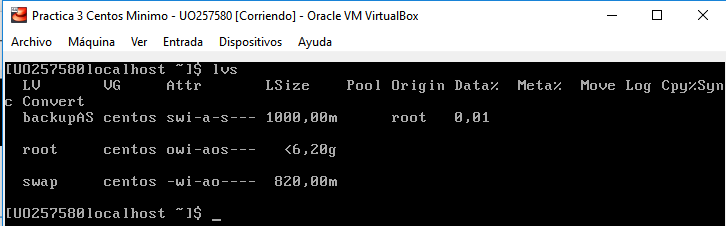 Practica 3 Centos Minimo - UO257580 [Corriendo] - Oracle VM VirtualBox
Archivo Máquina Ver Entrada Dispositivos Ayuda
[UO257580localhost ~]$ lvs
LV VG Attr LSize Pool Origin Data% Meta% Move Log Cpy%Syn
c Convert
backupAS centos swi-a-s--- 1000,00m root 0,01
root centos owi-aos--- <6,20g
swap centos -wi-ao---- 820,00m
[UO257580localhost ~]$ _